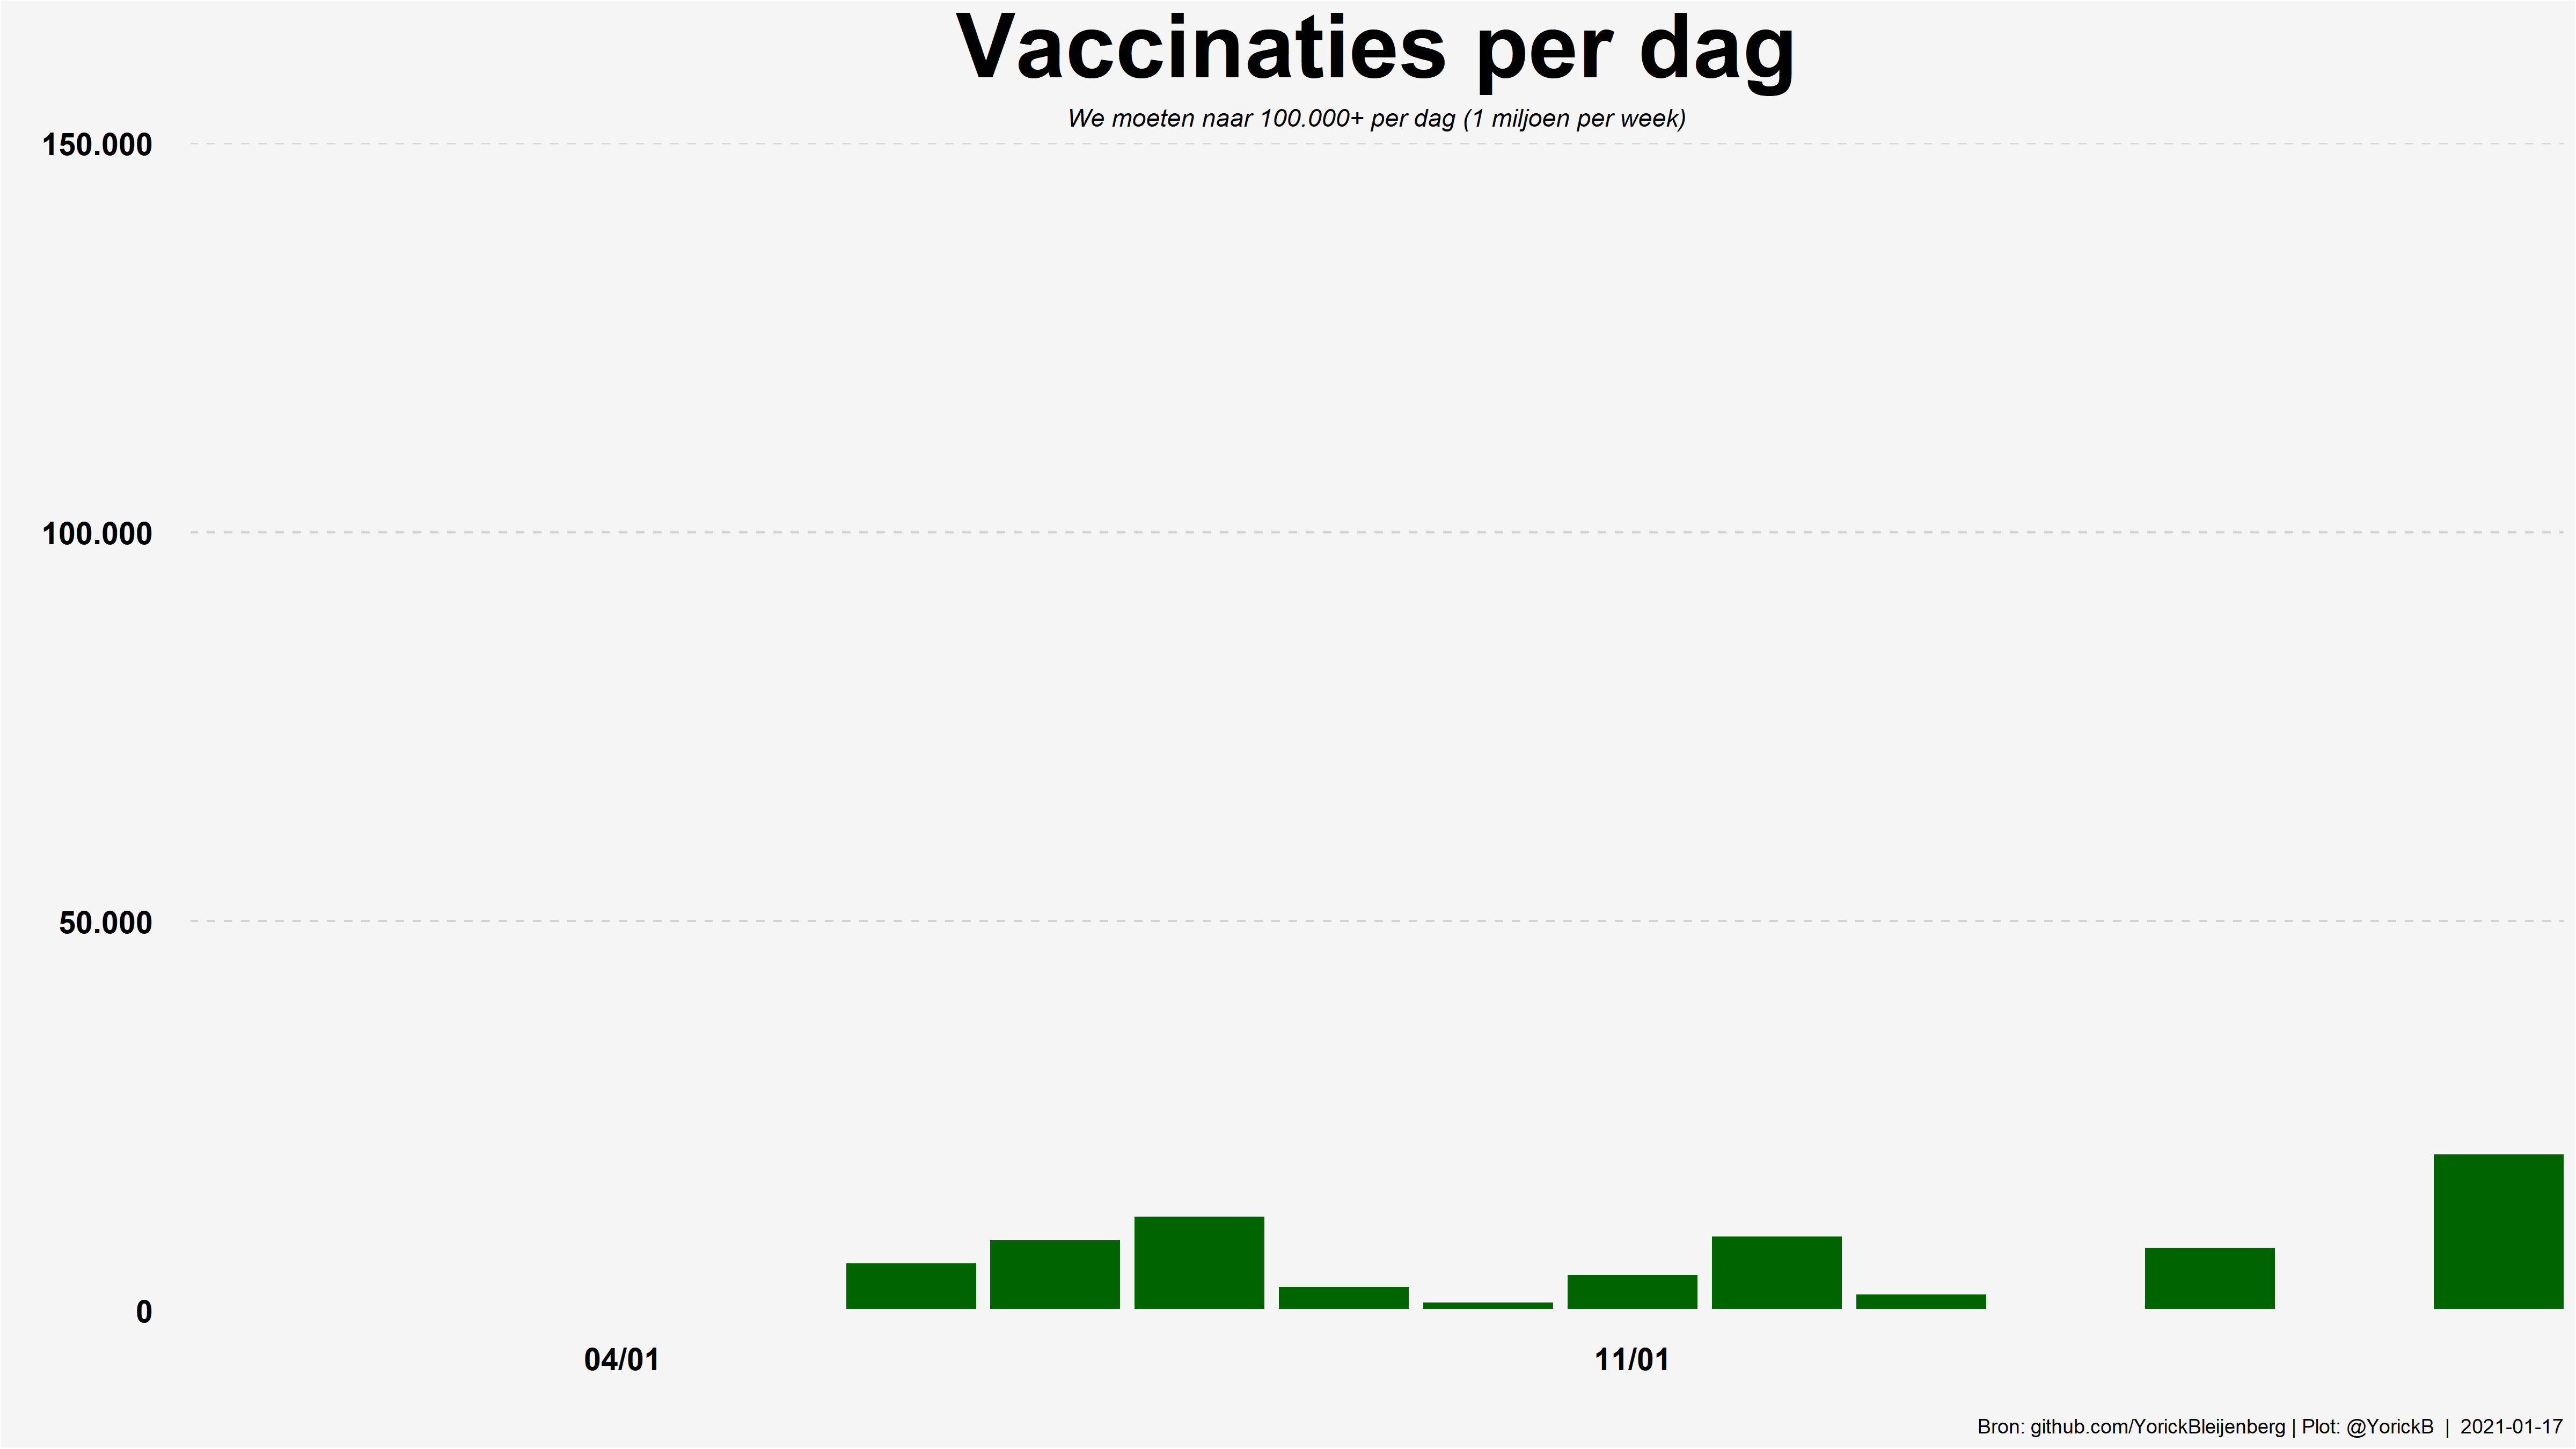 Vaccinaties per dag
We moeten naar 100.000+ per dag (1 miljoen per week)
150.000
100.000
50.000
0
04/01
11/01
Bron: github.com/YorickBleijenberg | Plot: @YorickB | 2021-01-17